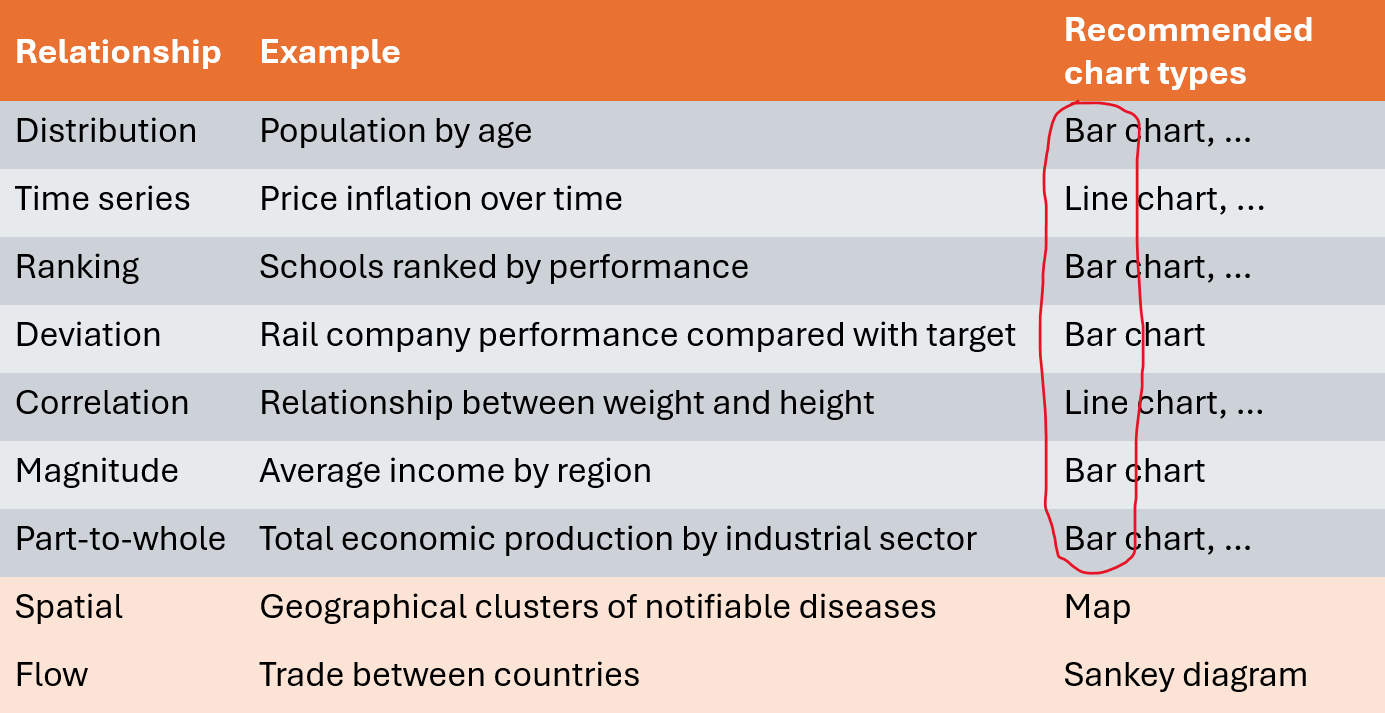 Relationship Example Recommended chart types
Distribution Population by age Bar chart, ...
Time series Price inflation over time Line chart, ...
Ranking Schools ranked by performance Bar chart, ...
Deviation Rail company performance compared with target Bar chart
Correlation Relationship between weight and height Line chart, ...
Magnitude Average income by region Bar chart
Part-to-whole Total economic production by industrial sector Bar chart, ...
Spatial Geographical clusters of notifiable diseases Map
Flow Trade between countries Sankey diagram